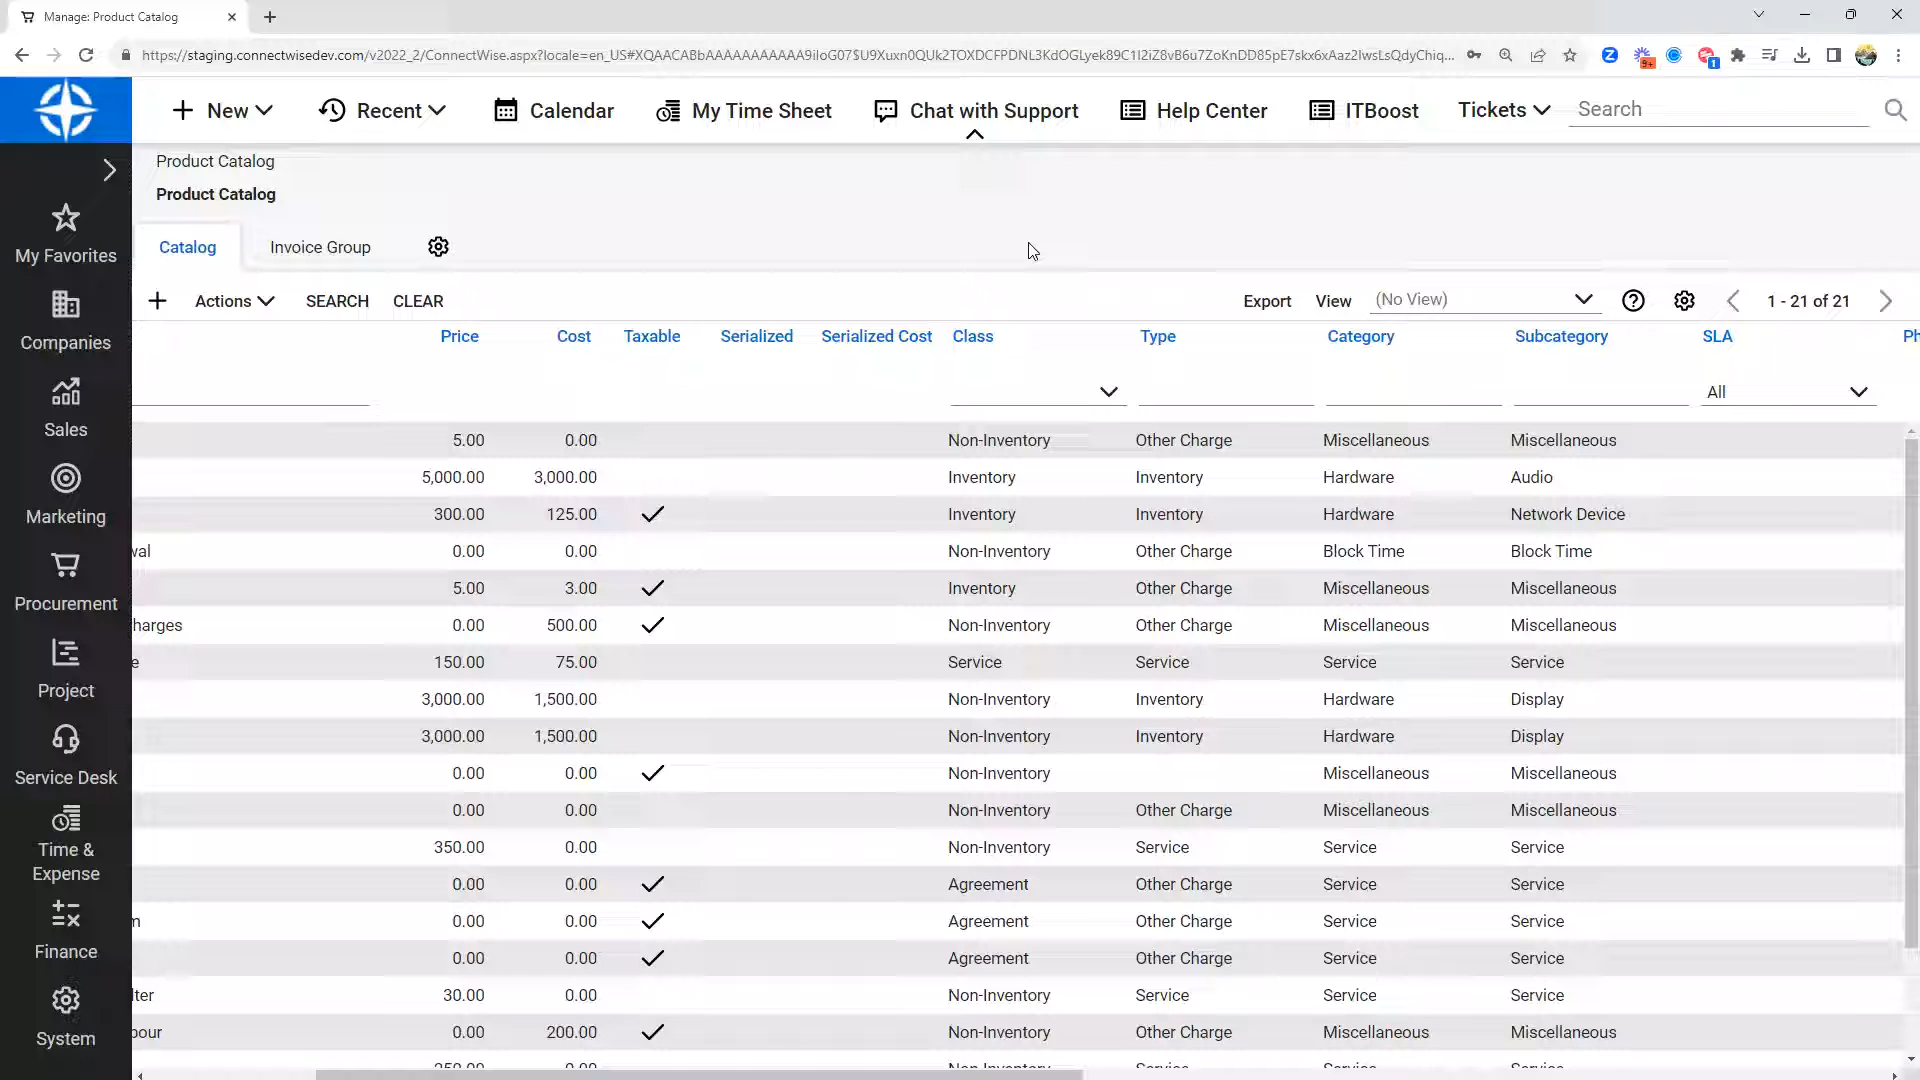 Manage: Product Catalog
https://staging.connectwisedev.com/v2022_2/ConnectWise.aspx?locale=en_US#XQAACABbAAAAAAAAAAA9iIoG07$U9Xuxn0QUk2TOXDCFPDNL3KdOGLyek89C1I2iZ8vB6u7ZoKnDD85pE7skx6xAaz2IwsLsQdyChiq...
9+
1
New
Recent
Calendar
My Time Sheet
Chat with Support
Help Center
ITBoost
Tickets
Search
Product Catalog
Product Catalog
My Favorites
Companies
Sales
Marketing
Procurement
Project
Service Desk
Time &
Expense
Finance
System
Catalog
Invoice Group
Actions
SEARCH
CLEAR
Export
View
(No View)
1 - 21 of 21
Price Cost Taxable Serialized Serialized Cost Class Type Category Subcategory SLA Ph
All
5.00 0.00 Non-Inventory Other Charge Miscellaneous Miscellaneous
5,000.00 3,000.00 Inventory Inventory Hardware Audio
300.00 125.00 Inventory Inventory Hardware Network Device
wal 0.00 0.00 Non-Inventory Other Charge Block Time Block Time
5.00 3.00 Inventory Other Charge Miscellaneous Miscellaneous
harges 0.00 500.00 Non-Inventory Other Charge Miscellaneous Miscellaneous
e 150.00 75.00 Service Service Service Service
3,000.00 1,500.00 Non-Inventory Inventory Hardware Display
3,000.00 1,500.00 Non-Inventory Inventory Hardware Display
0.00 0.00 Non-Inventory Miscellaneous Miscellaneous
0.00 0.00 Non-Inventory Other Charge Miscellaneous Miscellaneous
350.00 0.00 Non-Inventory Service Service Service
0.00 0.00 Agreement Other Charge Service Service
m 0.00 0.00 Agreement Other Charge Service Service
0.00 0.00 Agreement Other Charge Service Service
lter 30.00 0.00 Non-Inventory Service Service Service
bour 0.00 200.00 Non-Inventory Other Charge Miscellaneous Miscellaneous